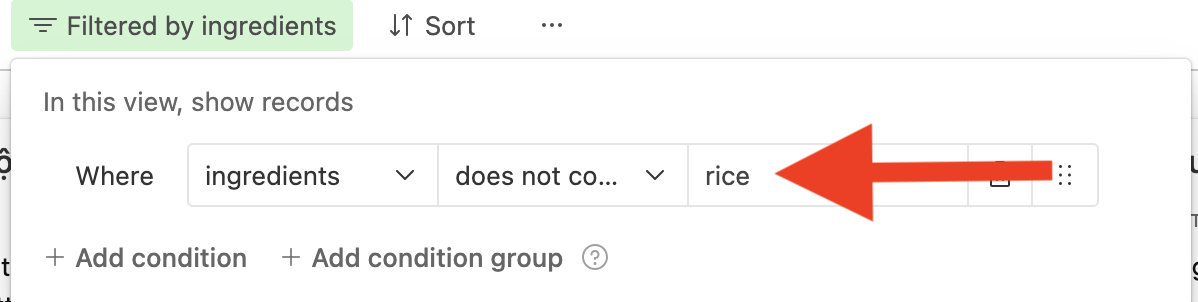 Filtered by ingredients Sort ...
In this view, show records
Where ingredients does not co... rice
+ Add condition + Add condition group ?